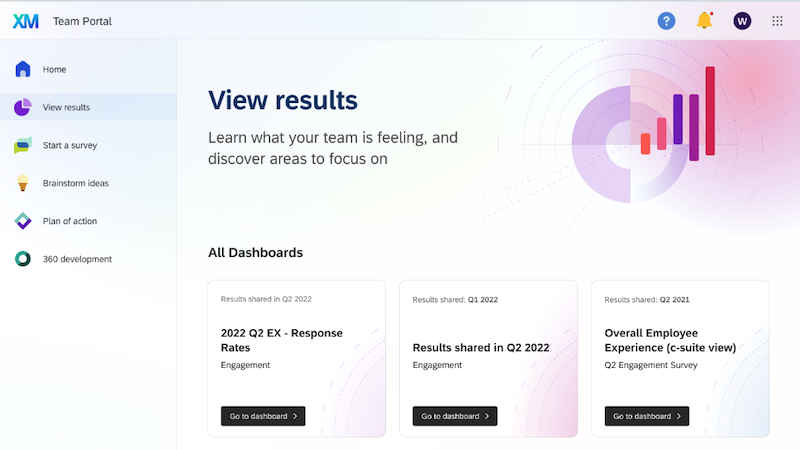 XM Team Portal
? W
Home
View results
Start a survey
Brainstorm ideas
Plan of action
360 development
View results
Learn what your team is feeling, and
discover areas to focus on
All Dashboards
Results shared in Q2 2022
2022 Q2 EX - Response
Rates
Engagement
Go to dashboard
Results shared: Q1 2022
Results shared in Q2 2022
Engagement
Go to dashboard
Results shared: Q2 2021
Overall Employee
Experience (c-suite view)
Q2 Engagement Survey
Go to dashboard